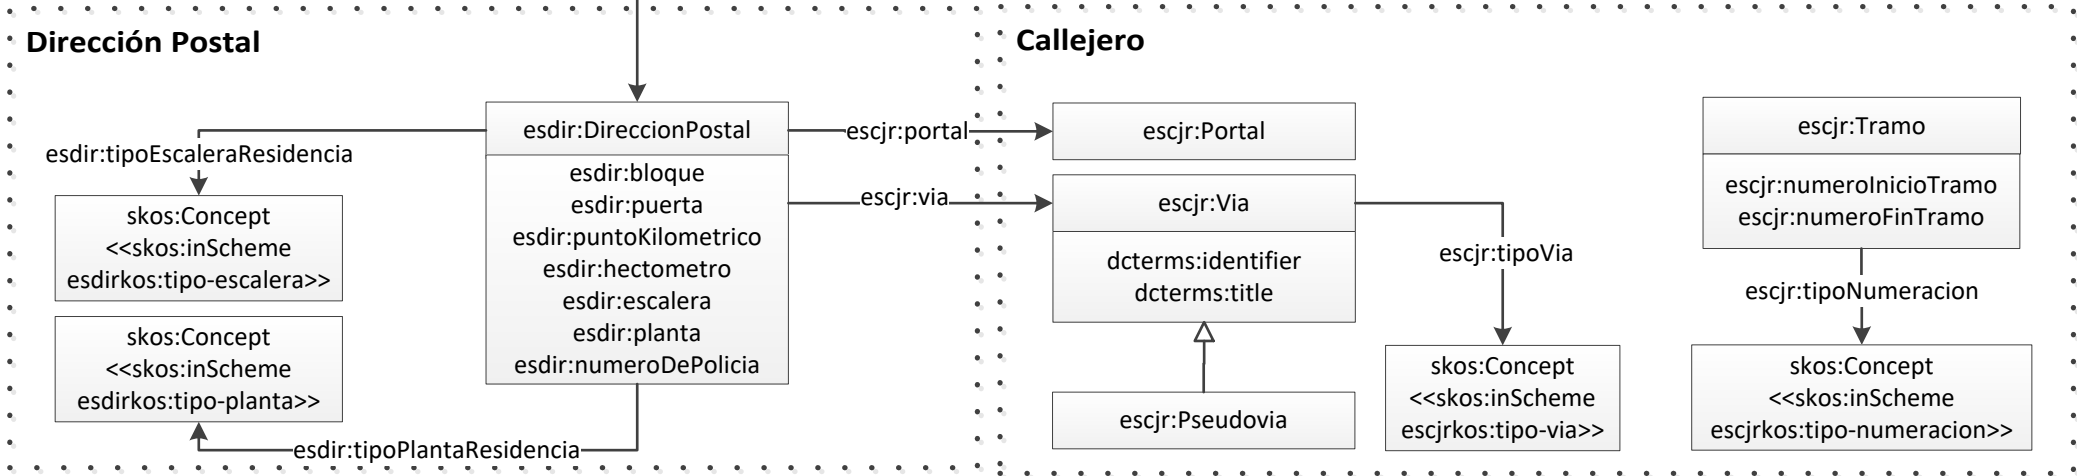 Dirección Postal
esdir:DireccionPostal
esdir:bloque
esdir:puerta
esdir:puntoKilometrico
esdir:hectometro
esdir:escalera
esdir:planta
esdir:numeroDePolicia
esdir:tipoEscaleraResidencia
skos:Concept
<<skos:inScheme
esdirkos:tipo-escalera>>
skos:Concept
<<skos:inScheme
esdirkos:tipo-planta>>
esdir:tipoPlantaResidencia
escjr:portal
escjr:via
Callejero
escjr:Portal
escjr:Via
dcterms:identifier
dcterms:title
escjr:Pseudovia
escjr:tipoVia
skos:Concept
<<skos:inScheme
escjrkos:tipo-via>>
escjr:Tramo
escjr:numeroInicioTramo
escjr:numeroFinTramo
escjr:tipoNumeracion
skos:Concept
<<skos:inScheme
escjrkos:tipo-numeracion>>